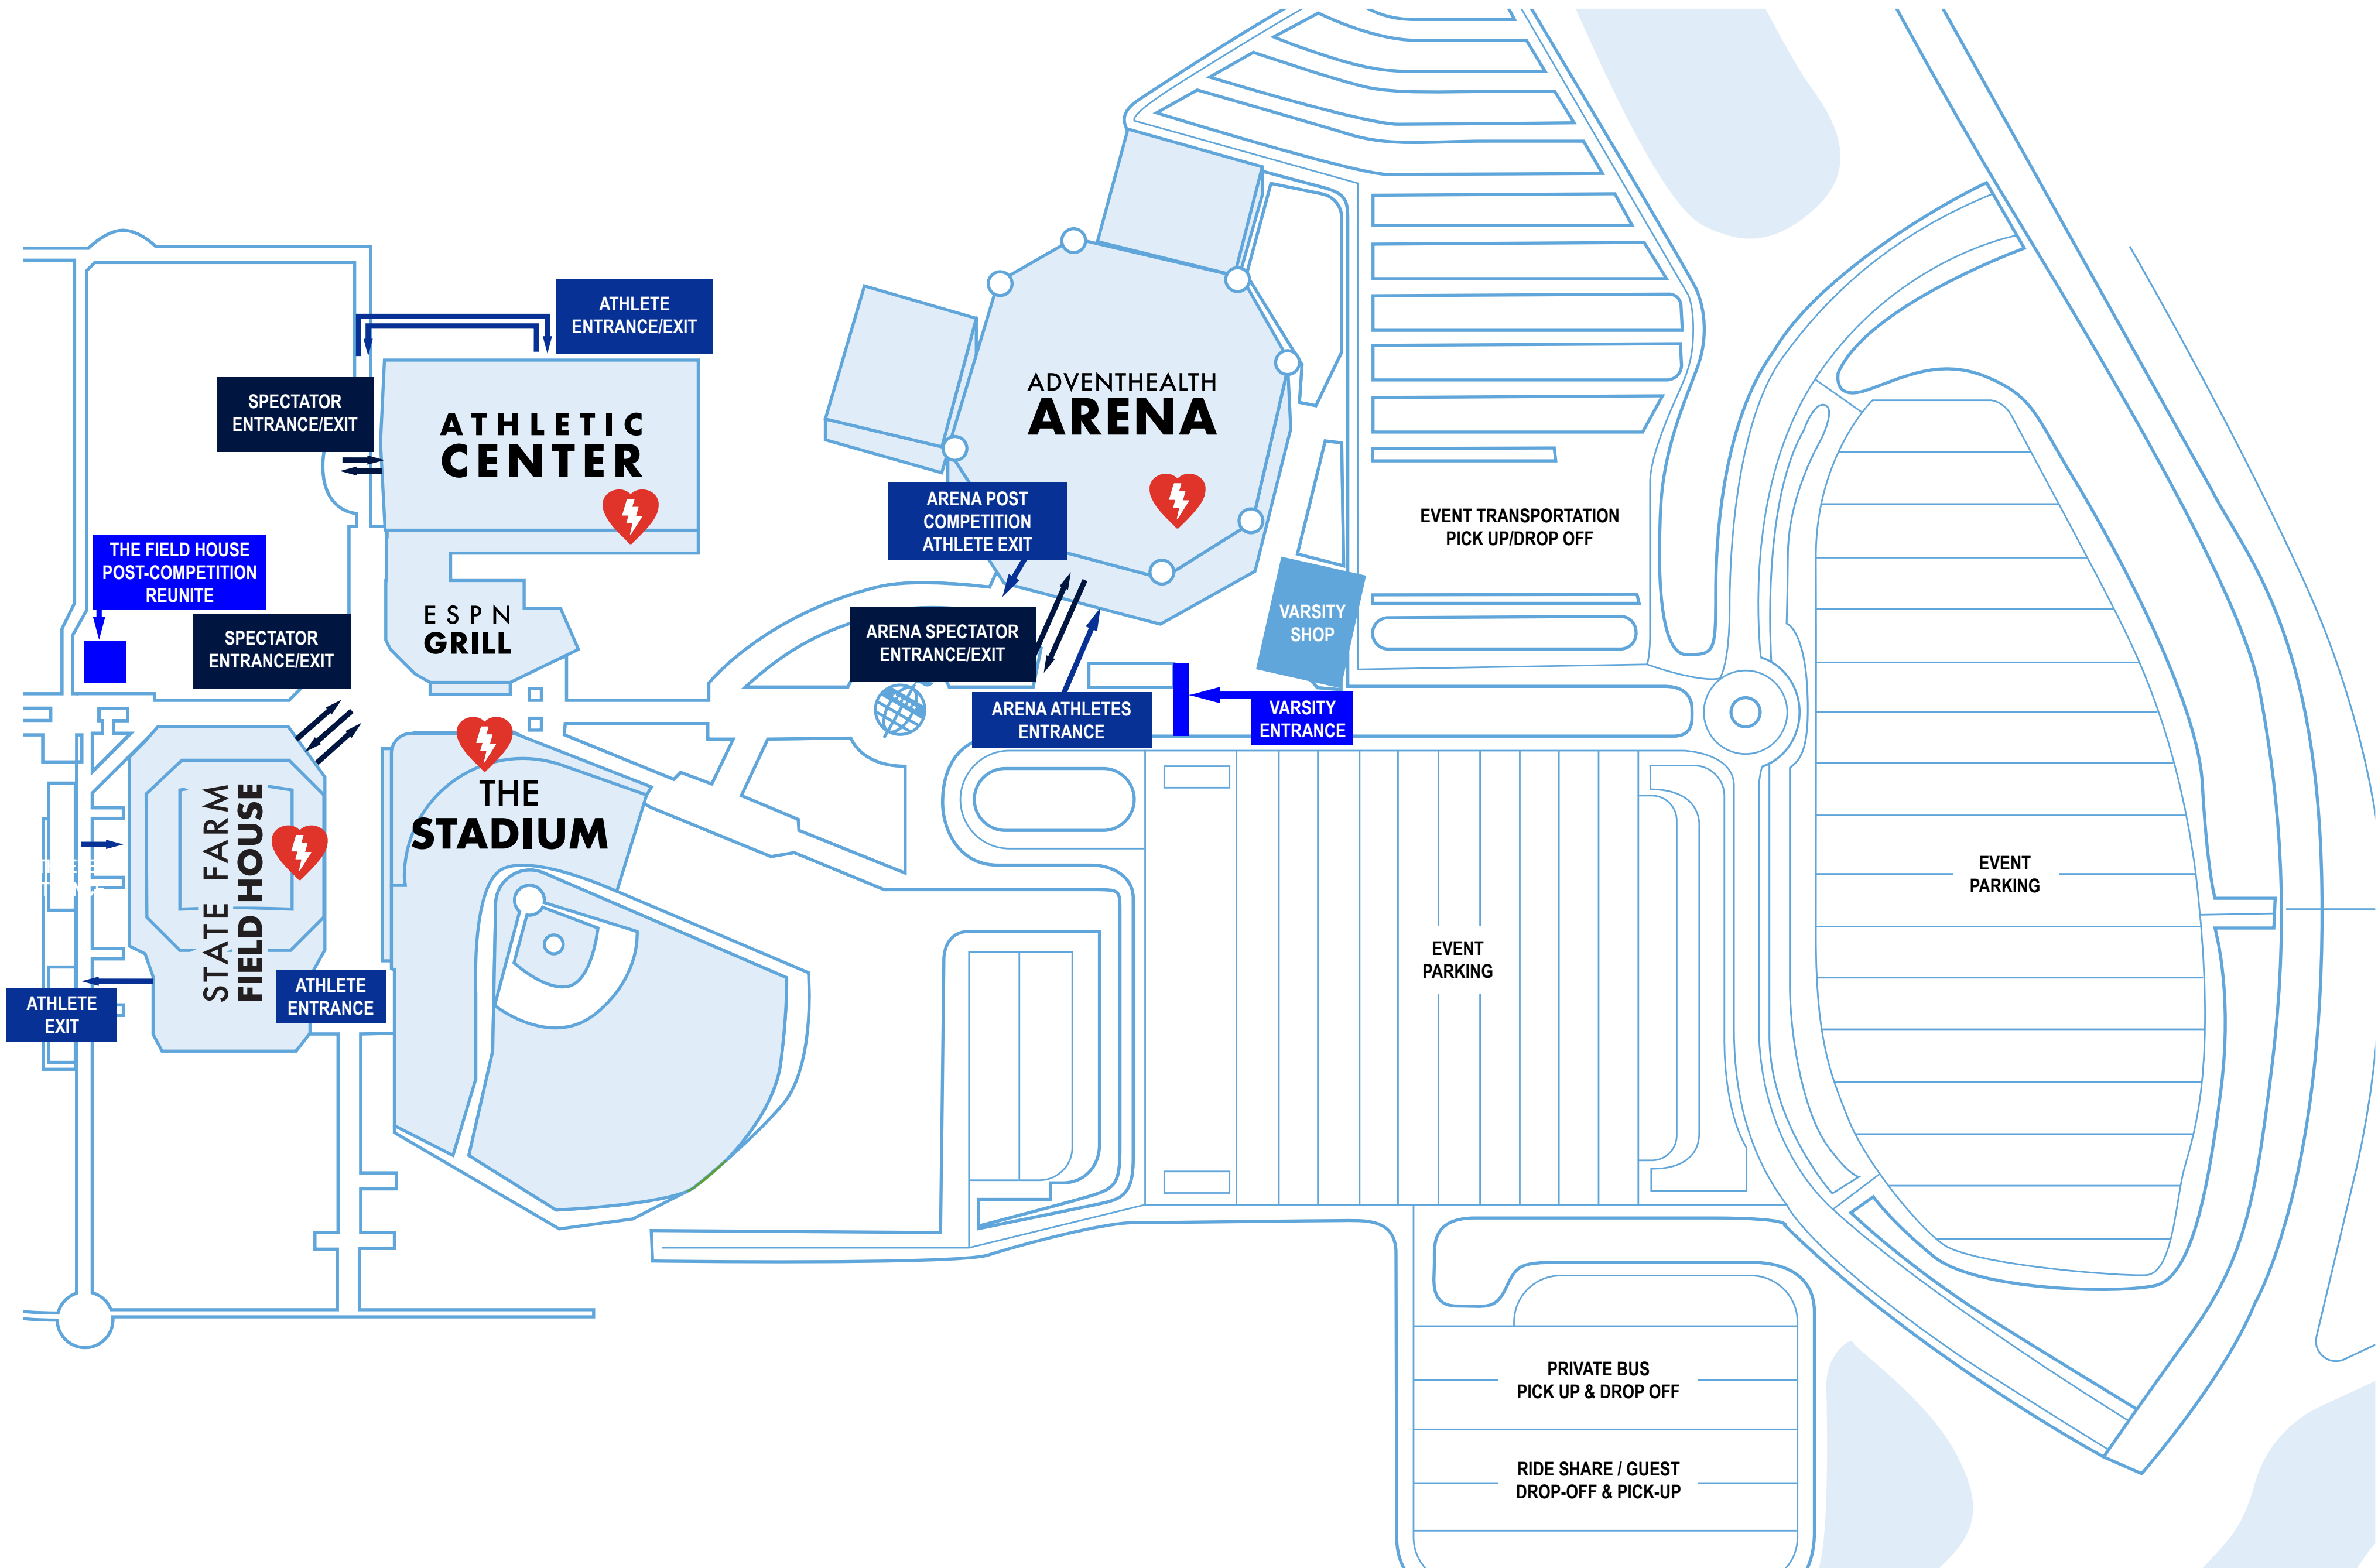 ATHLETE
ENTRANCE/EXIT
SPECTATOR
ENTRANCE/EXIT
ATHLETIC
CENTER
ADVENTHEALTH
ARENA
ARENA POST
COMPETITION
ATHLETE EXIT
EVENT TRANSPORTATION
PICK UP/DROP OFF
THE FIELD HOUSE
POST-COMPETITION
REUNITE
SPECTATOR
ENTRANCE/EXIT
ESPN
GRILL
ARENA SPECTATOR
ENTRANCE/EXIT
VARSITY
SHOP
ARENA ATHLETES
ENTRANCE
VARSITY
ENTRANCE
THE
STADIUM
STATE FARM
FIELD HOUSE
ATHLETE
ENTRANCE
ATHLETE
EXIT
EVENT
PARKING
EVENT
PARKING
PRIVATE BUS
PICK UP & DROP OFF
RIDE SHARE / GUEST
DROP-OFF & PICK-UP